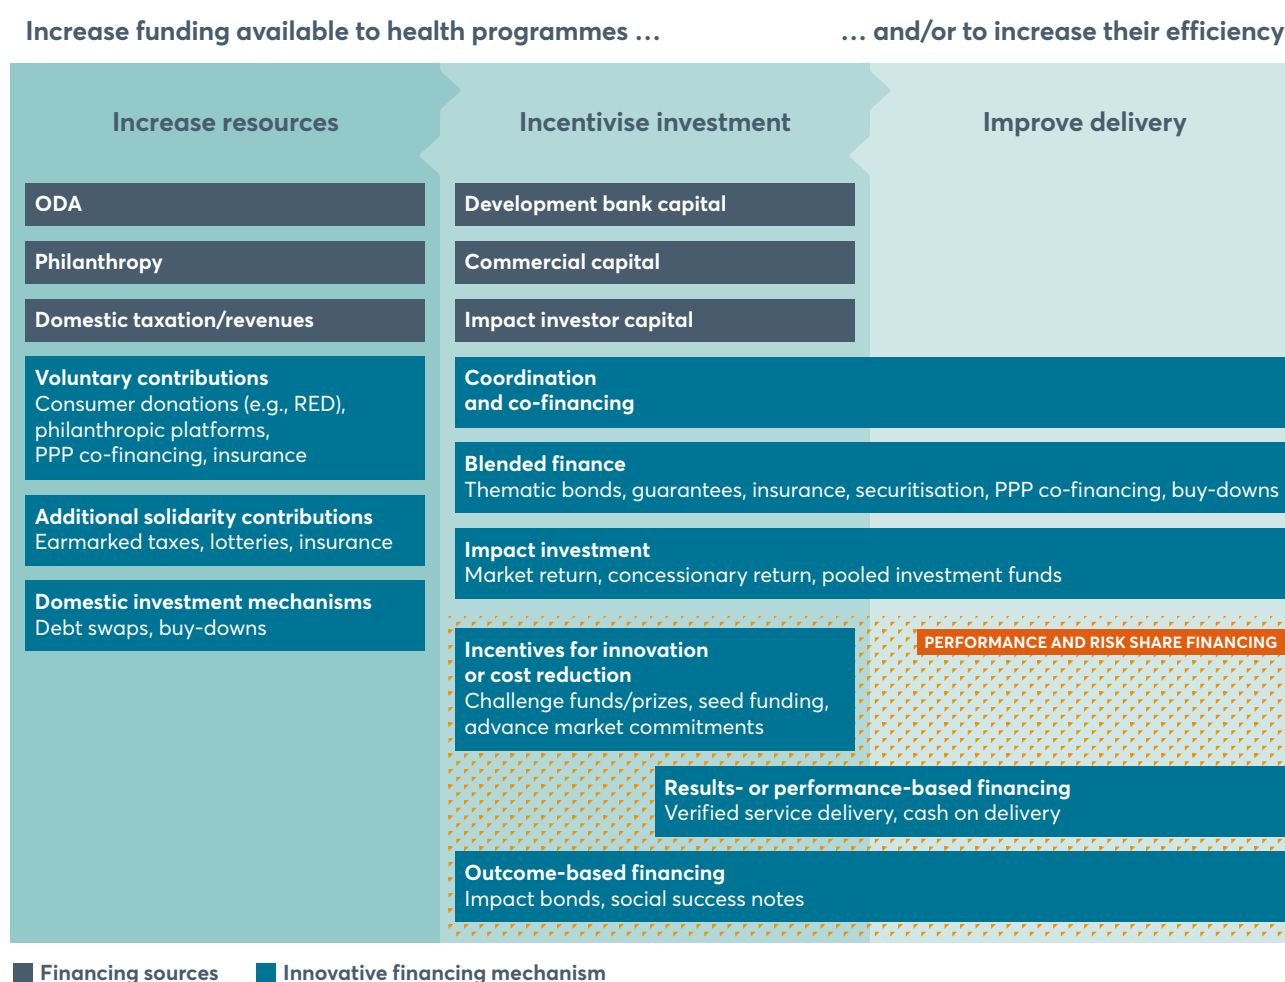 Increase funding available to health programmes …
… and/or to increase their efficiency
Increase resources
Incentivise investment
Improve delivery
ODA
Philanthropy
Domestic taxation/revenues
Voluntary contributions
Consumer donations (e.g., RED),
philanthropic platforms,
PPP co-financing, insurance
Additional solidarity contributions
Earmarked taxes, lotteries, insurance
Domestic investment mechanisms
Debt swaps, buy-downs
Development bank capital
Commercial capital
Impact investor capital
Coordination
and co-financing
Blended finance
Thematic bonds, guarantees, insurance, securitisation, PPP co-financing, buy-downs
Impact investment
Market return, concessionary return, pooled investment funds
Incentives for innovation
or cost reduction
Challenge funds/prizes, seed funding,
advance market commitments
PERFORMANCE AND RISK SHARE FINANCING
Results- or performance-based financing
Verified service delivery, cash on delivery
Outcome-based financing
Impact bonds, social success notes
Financing sources
Innovative financing mechanism